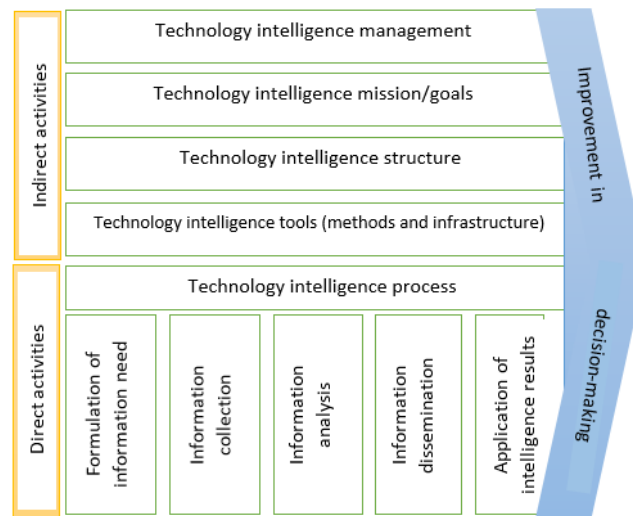 Indirect activities
Technology intelligence management
Technology intelligence mission/goals
Technology intelligence structure
Technology intelligence tools (methods and infrastructure)
Direct activities
Technology intelligence process
Formulation of
information need
Information
collection
Information
analysis
Information
dissemination
Application of
intelligence results
Improvement in
decision-making